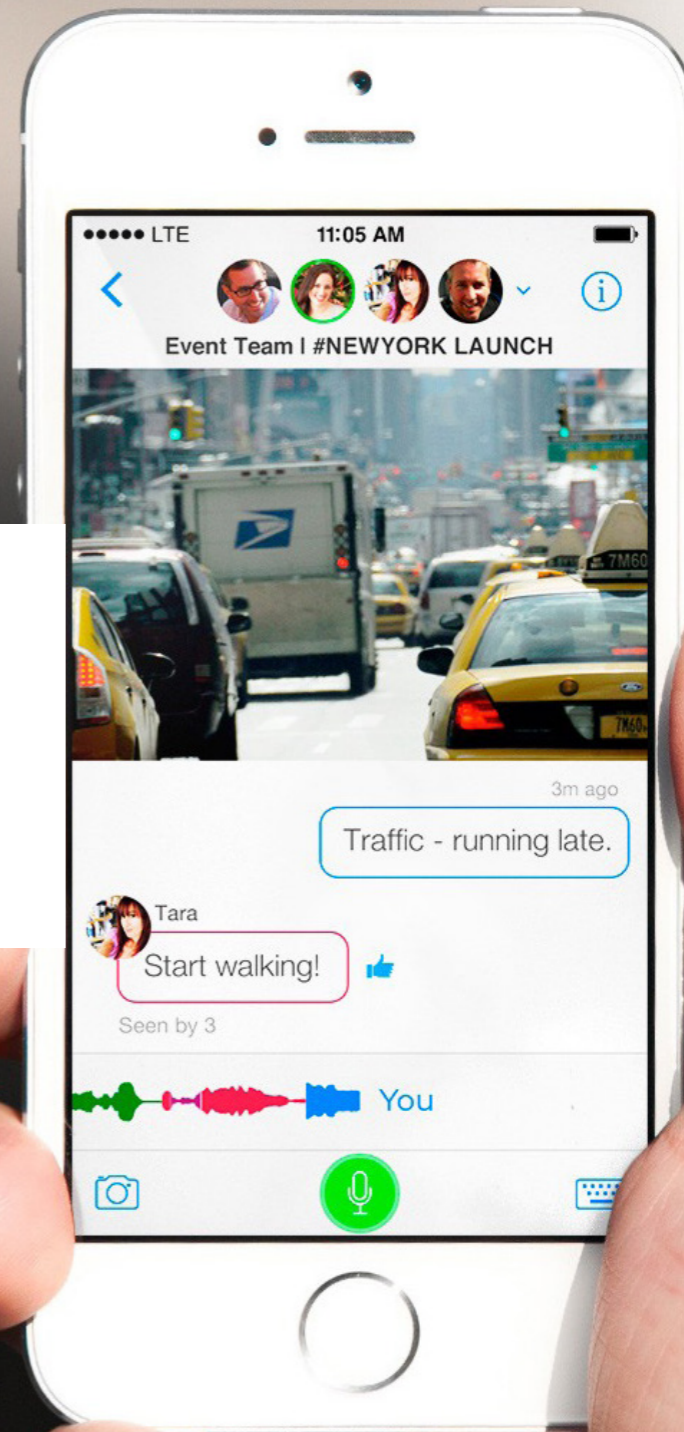 LTE 11:05 AM
Event Team | #NEWYORK LAUNCH
7M60
7M60
3m ago
Traffic - running late.
Tara
Start walking!
Seen by 3
You